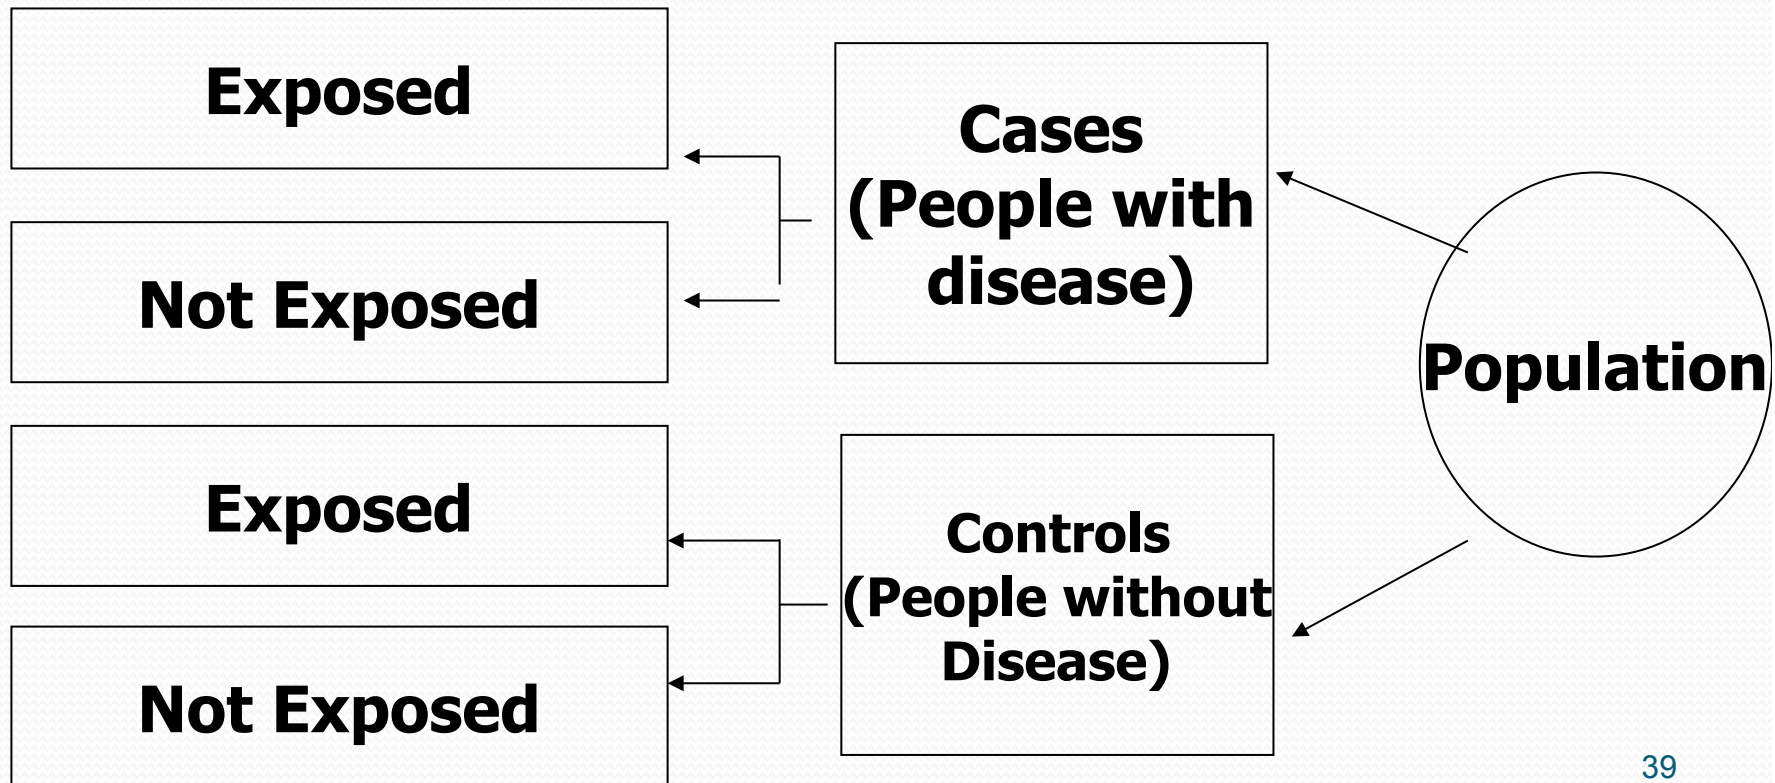 Exposed
Not Exposed
Exposed
Not Exposed
Cases
(People with
disease)
Controls
(People without
Disease)
Population
39